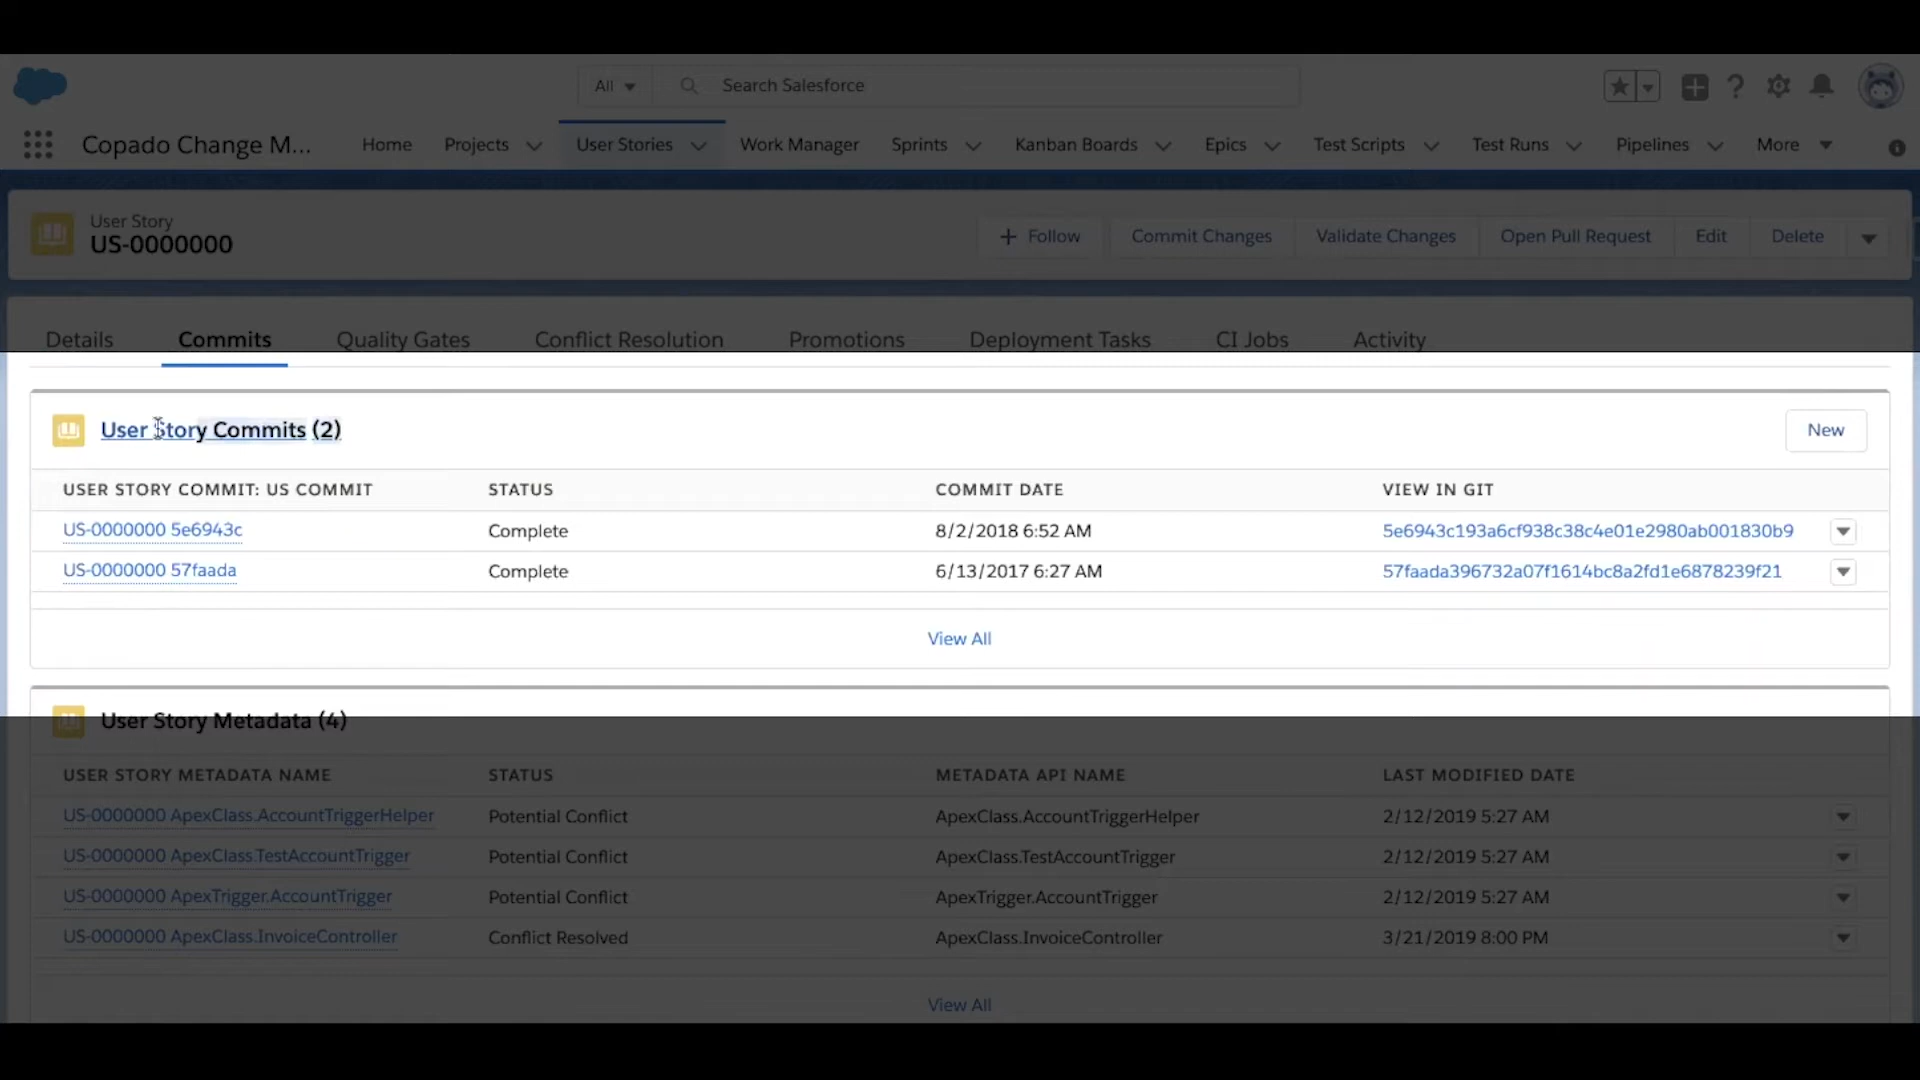 All
Search Salesforce
Copado Change M...
Home
Projects
User Stories
Work Manager
Sprints
Kanban Boards
Epics
Test Scripts
Test Runs
Pipelines
More
User Story
US-0000000
Follow
Commit Changes
Validate Changes
Open Pull Request
Edit
Delete
Details
Commits
Quality Gates
Conflict Resolution
Promotions
Deployment Tasks
CI Jobs
Activity
User Story Commits (2)
New
USER STORY COMMIT: US COMMIT STATUS COMMIT DATE VIEW IN GIT
US-0000000 5e6943c Complete 8/2/2018 6:52 AM 5e6943c193a6cf938c38c4e01e2980ab001830b9
US-0000000 57faada Complete 6/13/2017 6:27 AM 57faada396732a07f1614bc8a2fd1e6878239f21
View All
User Story Metadata (4)
USER STORY METADATA NAME STATUS METADATA API NAME LAST MODIFIED DATE
US-0000000 ApexClass.AccountTriggerHelper Potential Conflict ApexClass.AccountTriggerHelper 2/12/2019 5:27 AM
US-0000000 ApexClass.TestAccountTrigger Potential Conflict ApexClass.TestAccountTrigger 2/12/2019 5:27 AM
US-0000000 ApexTrigger.AccountTrigger Potential Conflict ApexTrigger.AccountTrigger 2/12/2019 5:27 AM
US-0000000 ApexClass.InvoiceController Conflict Resolved ApexClass.InvoiceController 3/21/2019 8:00 PM
View All